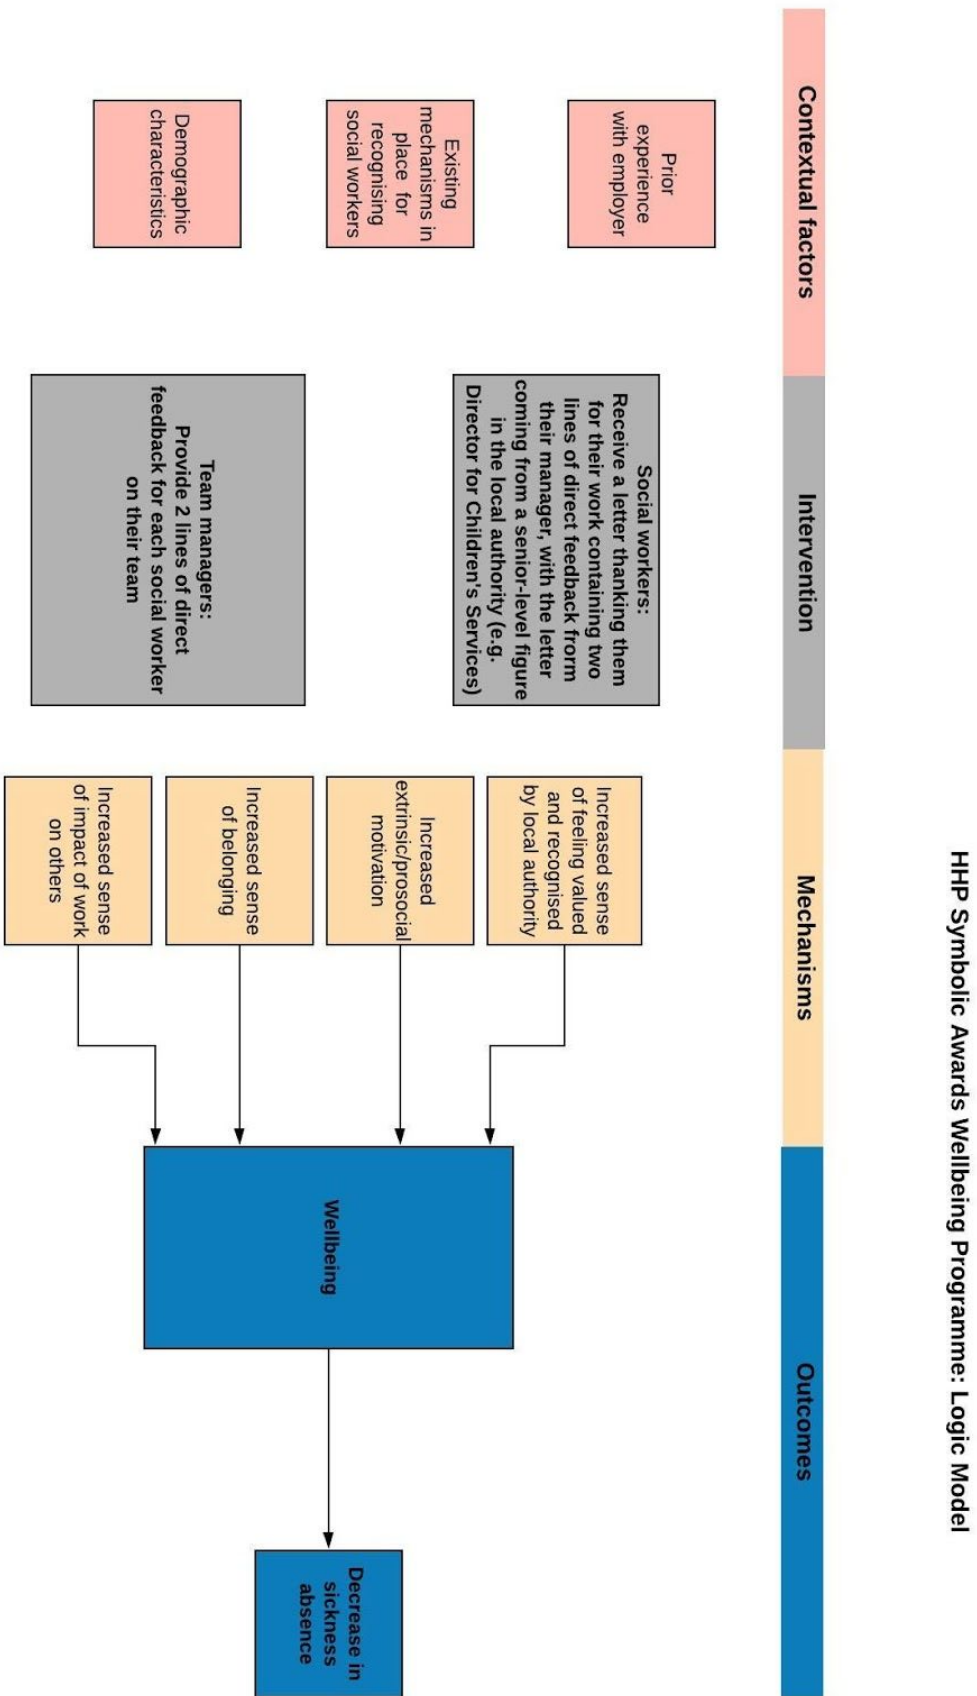 HHP Symbolic Awards Wellbeing Programme: Logic Model
Contextual factors
Intervention
Mechanisms
Outcomes
Prior
experience
with employer
Existing
mechanisms in
place for
recognising
social workers
Demographic
characteristics
Social workers:
Receive a letter thanking them
for their work containing two
lines of direct feedback frorm
their manager, with the letter
coming from a senior-level figure
in the local authority (e.g.
Director for Children's Services)
Team managers:
Provide 2 lines of direct
feedback for each social worker
on their team
Increased sense
of feeling valued
and recognised
by local authority
Increased
extrinsic/prosocial
motivation
Increased sense
of belonging
Increased sense
of impact of work
on others
Wellbeing
Decrease in
sickness
absence